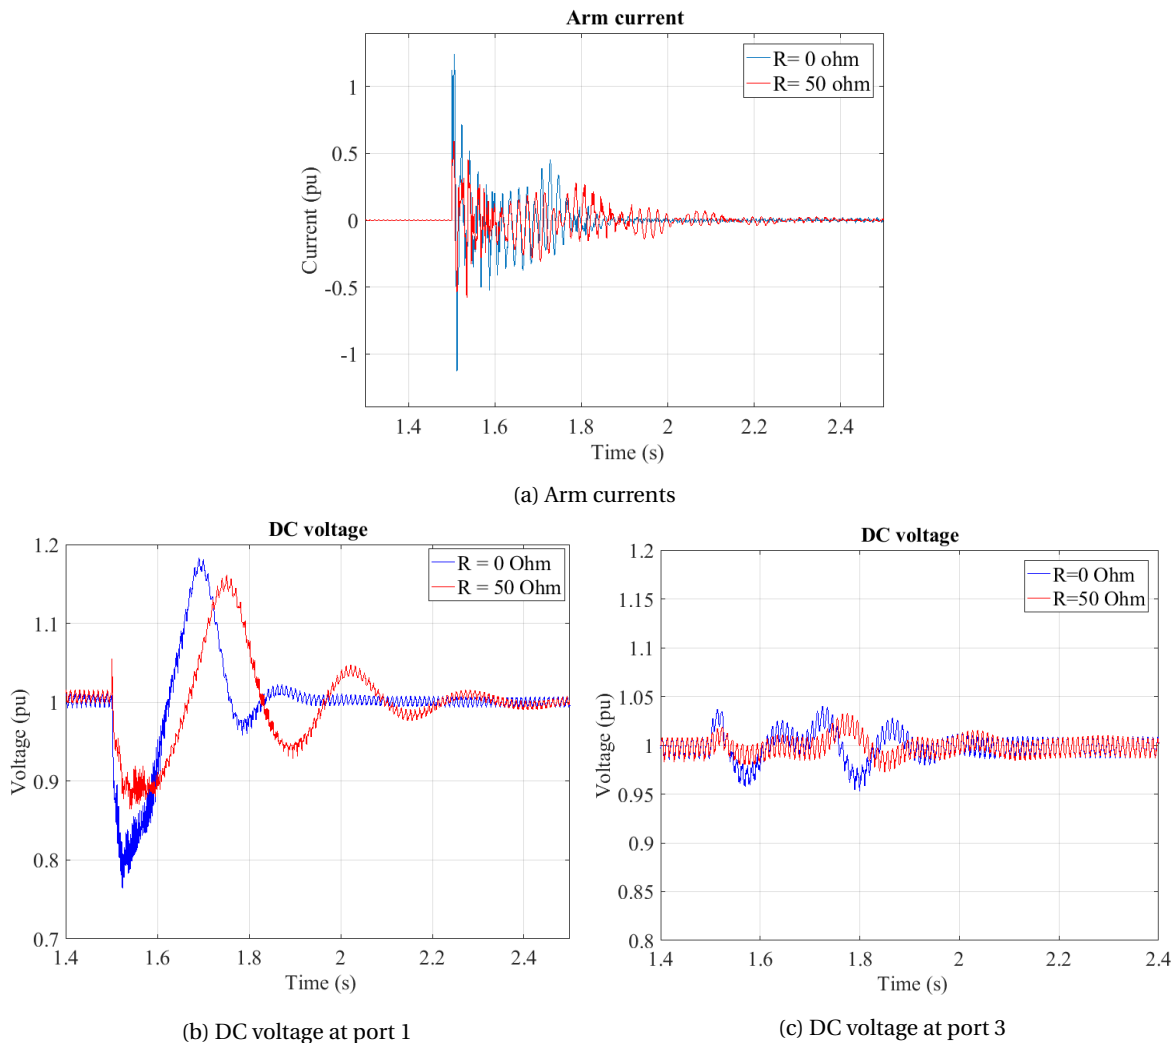 Arm current
R= 0 ohm
R= 50 ohm
1
0.5
0
-0.5
-1
Current (pu)
1.4 1.6 1.8 2 2.2 2.4
Time (s)
(a) Arm currents
DC voltage
R = 0 Ohm
R = 50 Ohm
1.2
1.1
1
0.9
0.8
0.7
Voltage (pu)
1.4 1.6 1.8 2 2.2 2.4
Time (s)
(b) DC voltage at port 1
DC voltage
R=0 Ohm
R=50 Ohm
1.2
1.15
1.1
1.05
1
0.95
0.9
0.85
0.8
Voltage (pu)
1.4 1.6 1.8 2 2.2 2.4
Time (s)
(c) DC voltage at port 3